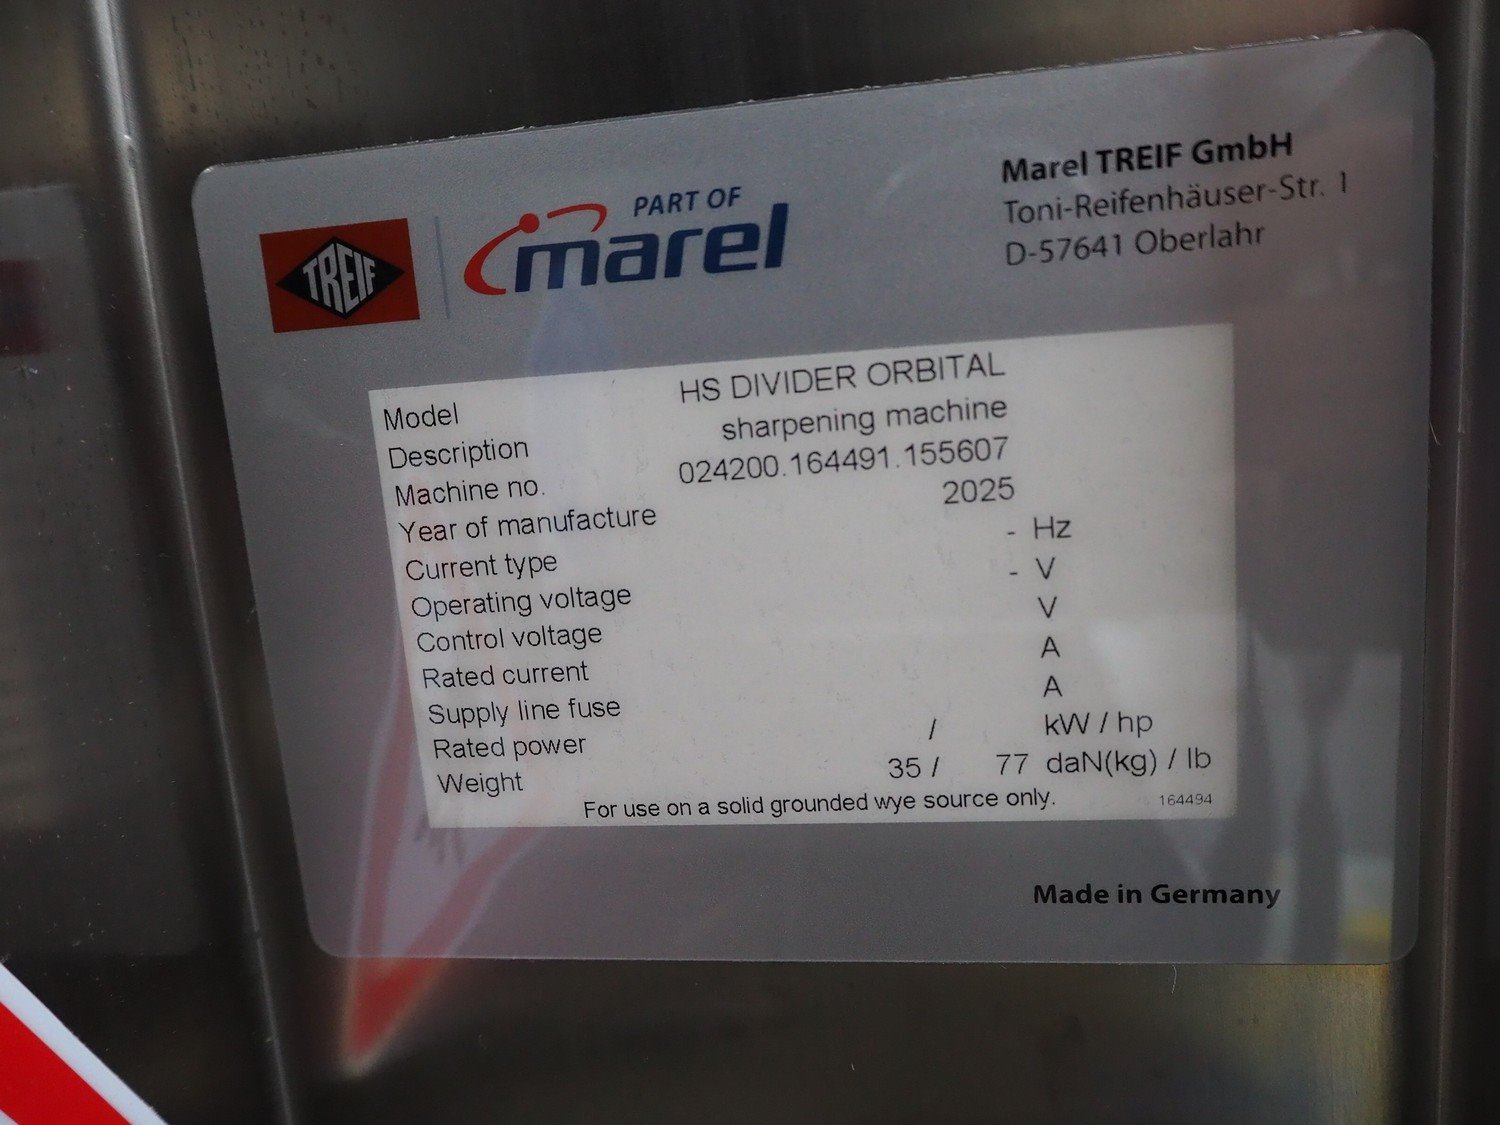 TREIF
PART OF
marel
Marel TREIF GmbH
Toni-Reifenhäuser-Str. 1
D-57641 Oberlahr
Model HS DIVIDER ORBITAL
Description sharpening machine
Machine no. 024200.164491.155607
Year of manufacture 2025
Current type - Hz
Operating voltage - V
Control voltage V
Rated current A
Supply line fuse A
Rated power / kW / hp
Weight 35 / 77 daN(kg) / lb
For use on a solid grounded wye source only. 164494
Made in Germany